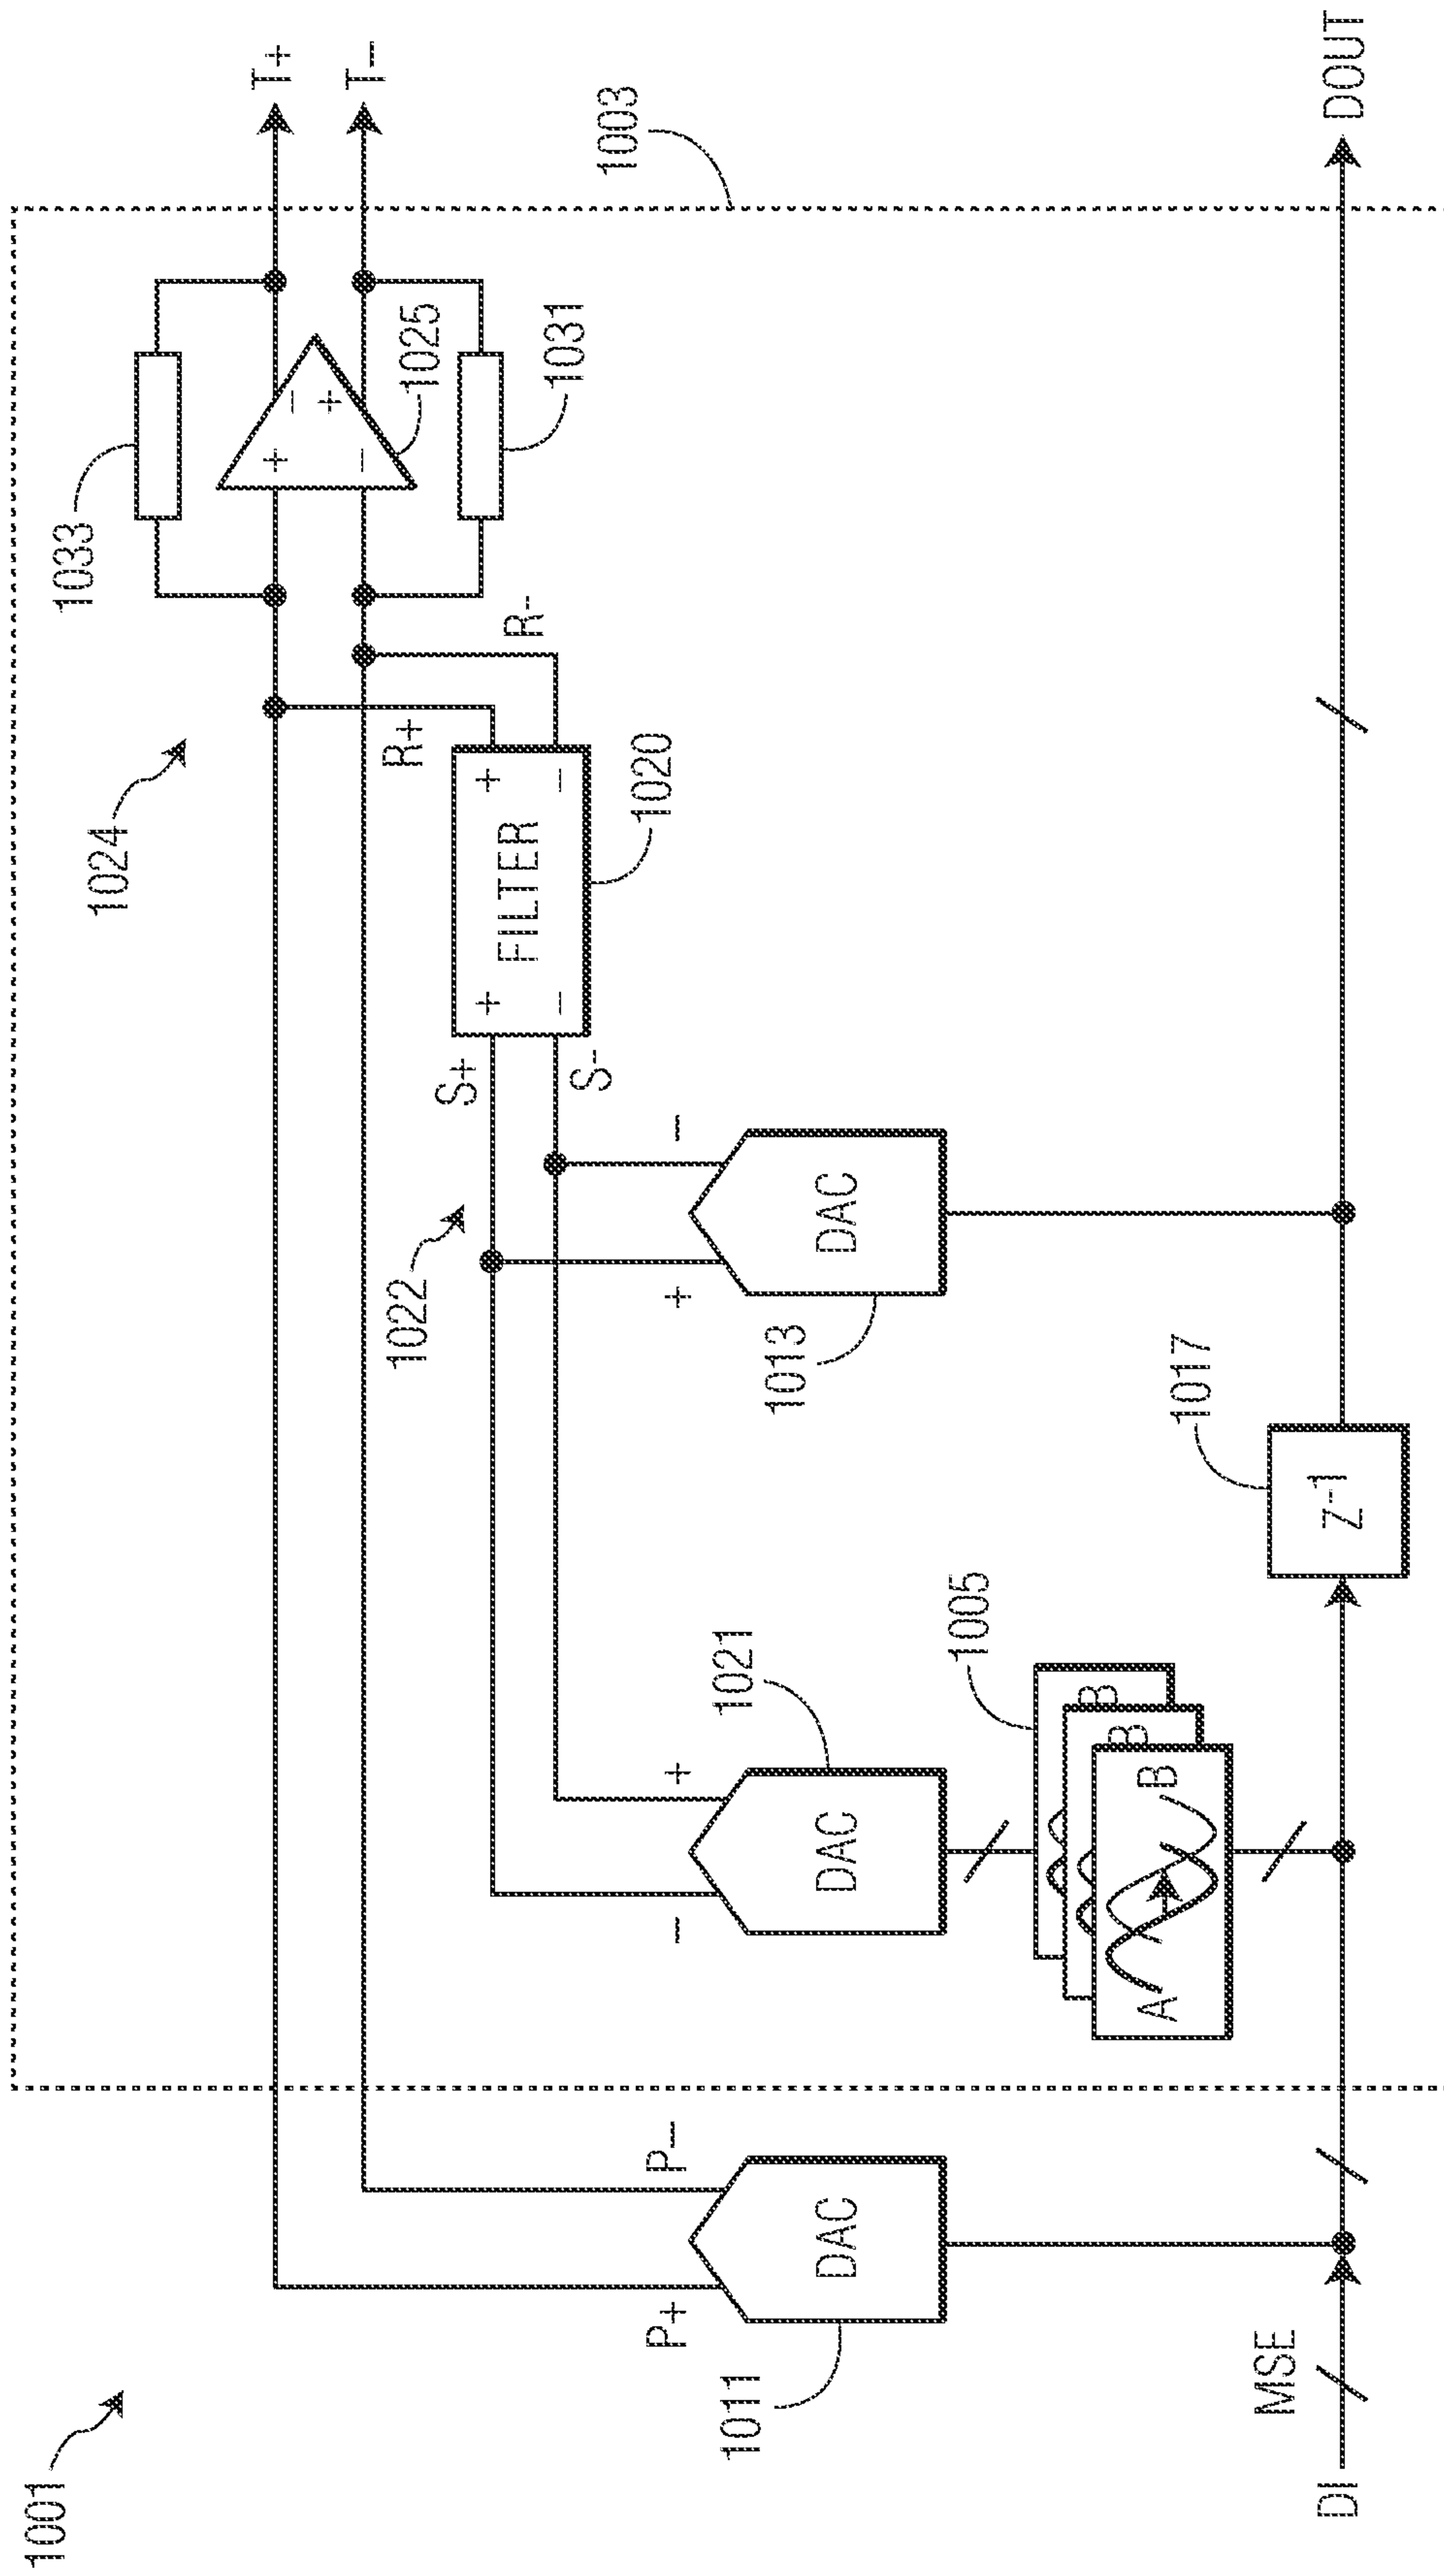 1001
1003
1033
T+
T−
+
−
−
+
1025
1031
1024
R+
R-
FILTER
+
+
−
−
1020
S+
S-
1022
P+
P−
DAC
1011
−
+
DAC
1021
+
−
DAC
1013
1005
A
B
B
B
1017
Z-1
DI
MSE
DOUT